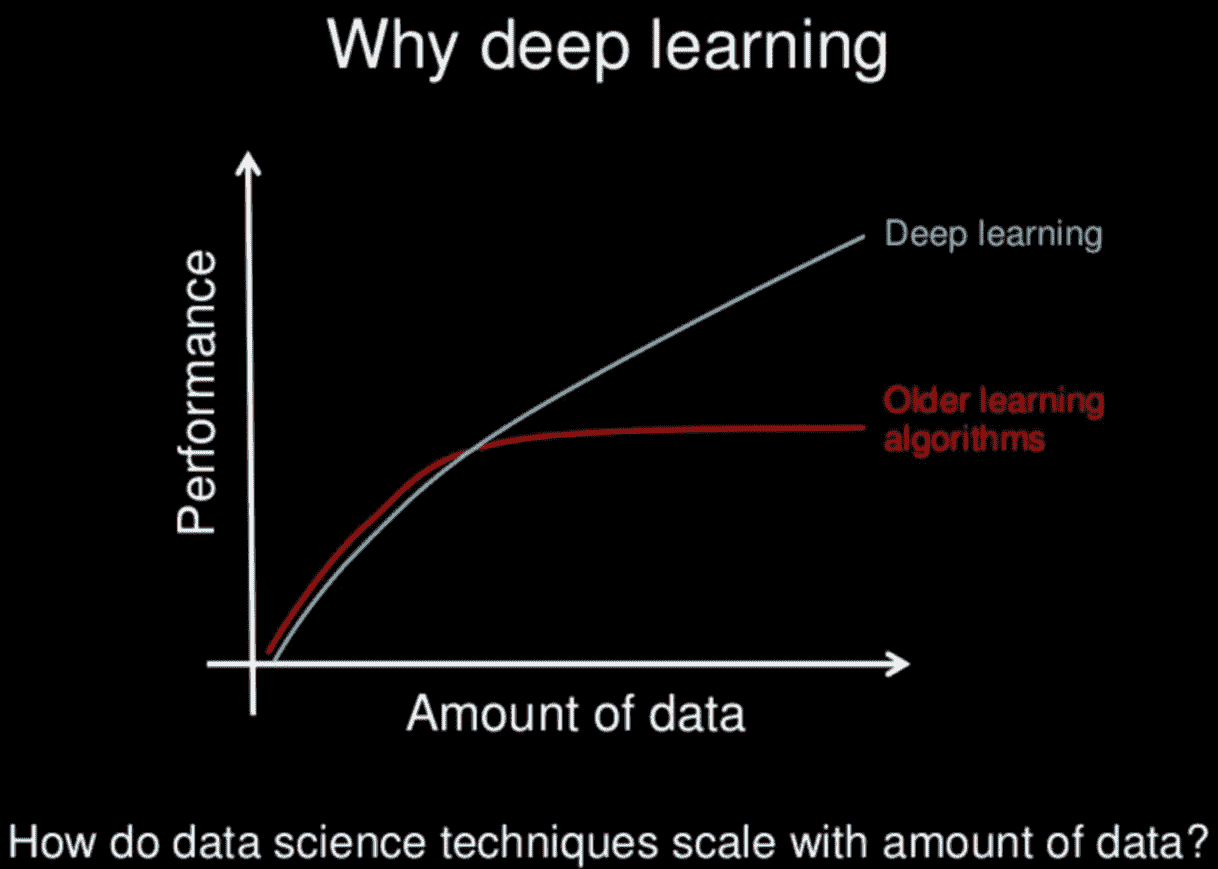 Why deep learning
Deep learning
Performance
Older learning
algorithms
Amount of data
How do data science techniques scale with amount of data?